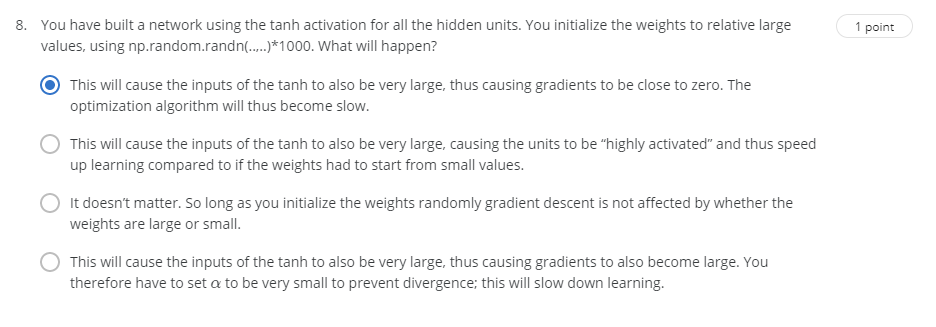 8. You have built a network using the tanh activation for all the hidden units. You initialize the weights to relative large
1 point
values, using np.random.randn(..,..)*1000. What will happen?
This will cause the inputs of the tanh to also be very large, thus causing gradients to be close to zero. The
optimization algorithm will thus become slow.
This will cause the inputs of the tanh to also be very large, causing the units to be “highly activated” and thus speed
up learning compared to if the weights had to start from small values.
It doesn’t matter. So long as you initialize the weights randomly gradient descent is not affected by whether the
weights are large or small.
This will cause the inputs of the tanh to also be very large, thus causing gradients to also become large. You
therefore have to set α to be very small to prevent divergence; this will slow down learning.